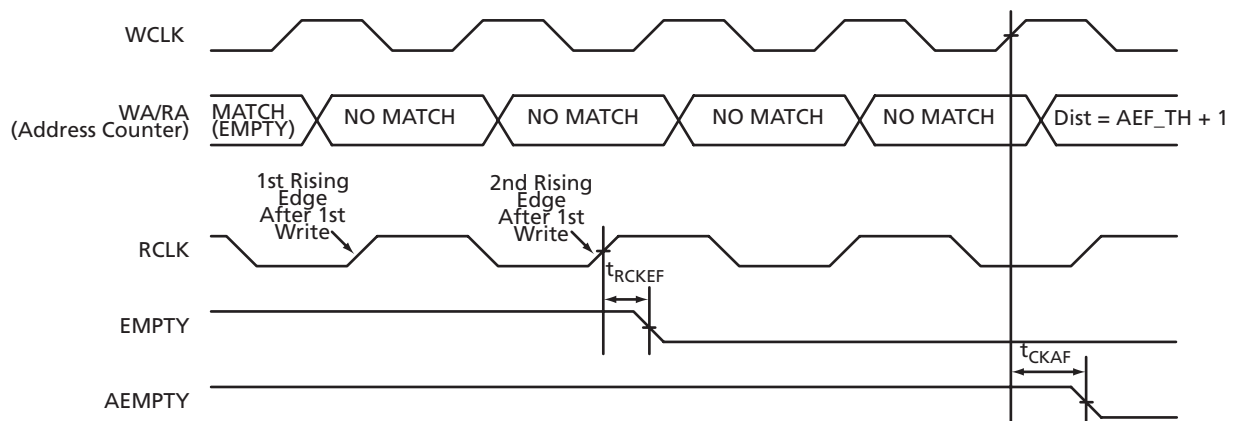 WCLK
WA/RA
(Address Counter)
MATCH
(EMPTY)
NO MATCH
NO MATCH
NO MATCH
NO MATCH
Dist = AEF_TH + 1
1st Rising
Edge
After 1st
Write
2nd Rising
Edge
After 1st
Write
RCLK
tRCKEF
EMPTY
tCKAF
AEMPTY